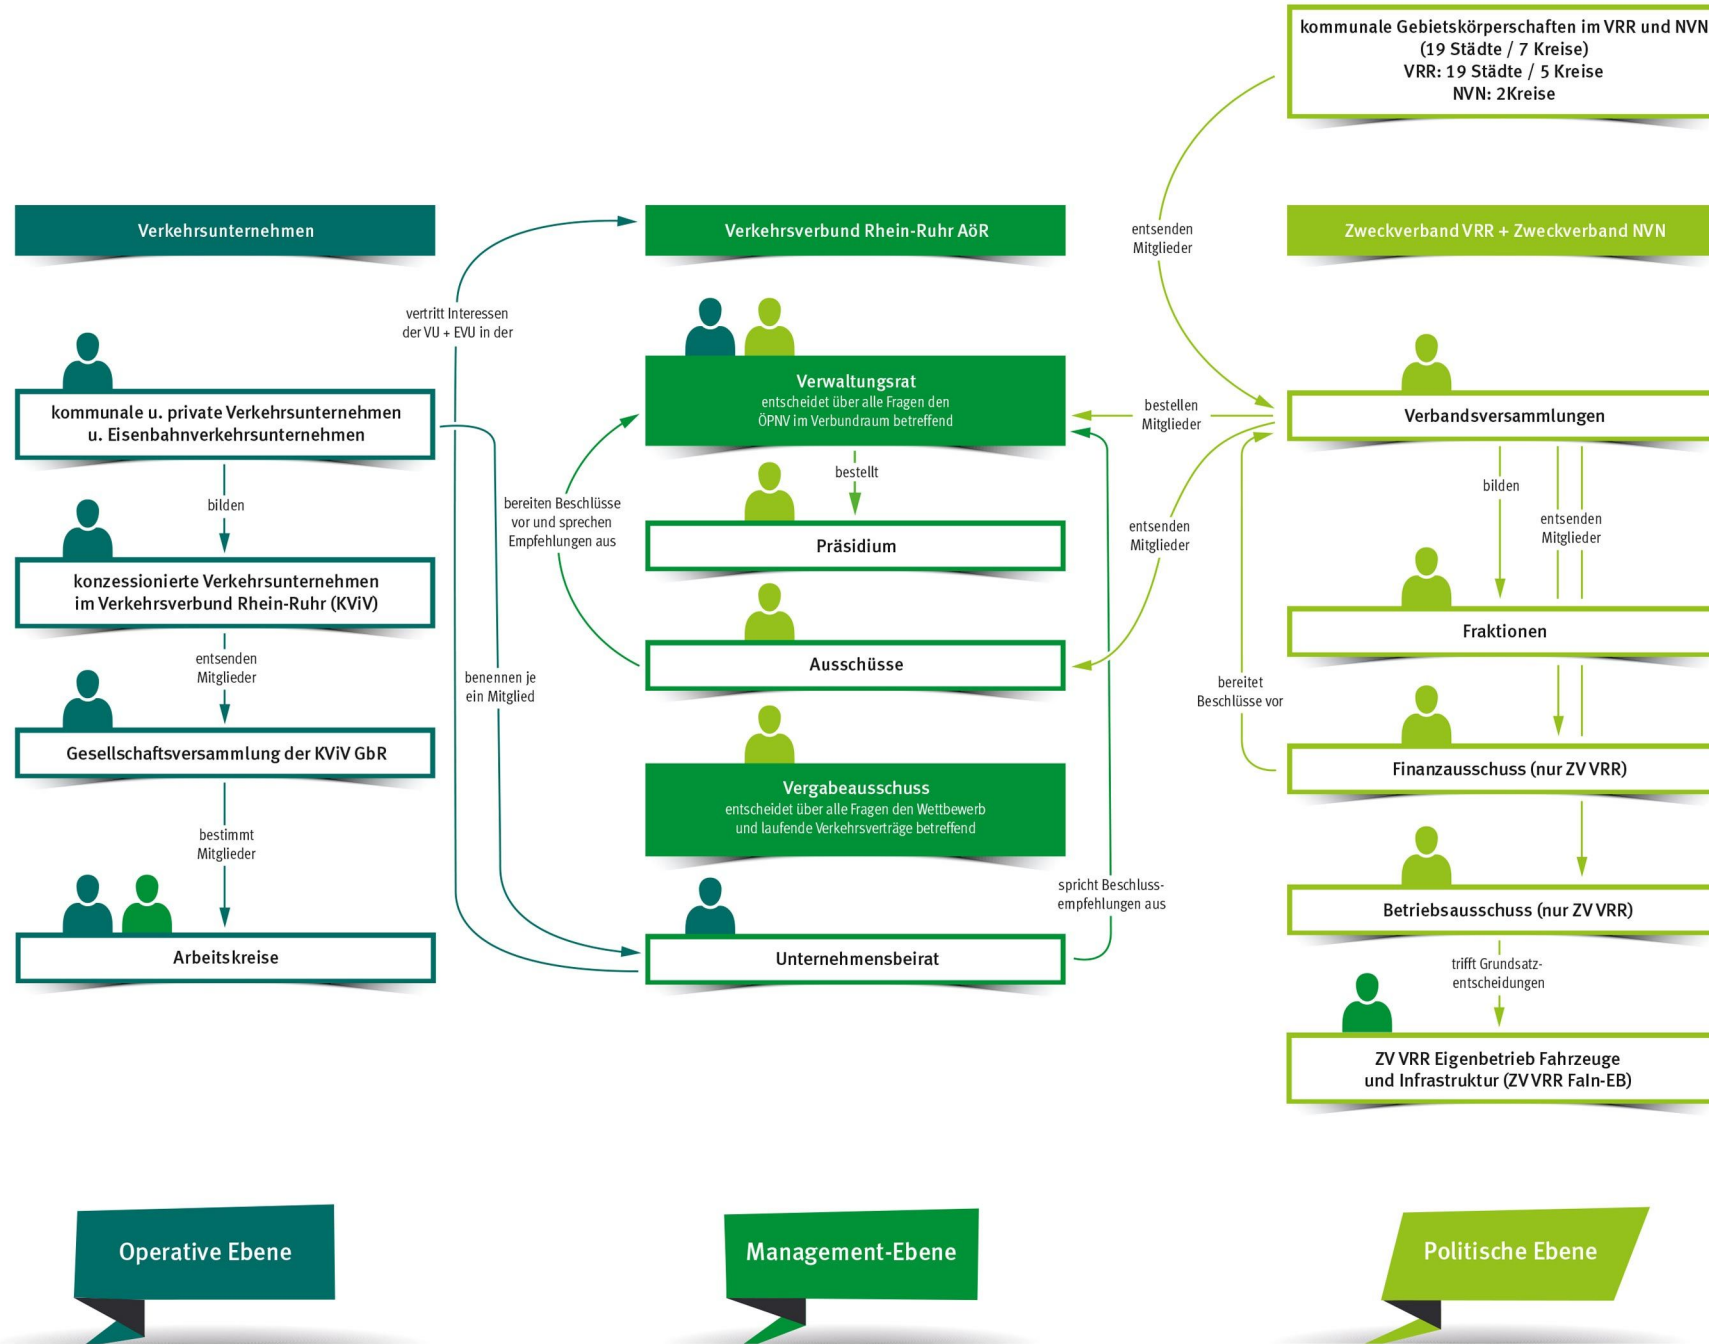 kommunale Gebietskörperschaften im VRR und NVN
(19 Städte / 7 Kreise)
VRR: 19 Städte / 5 Kreise
NVN: 2Kreise
Verkehrsunternehmen
Verkehrsverbund Rhein-Ruhr AöR
Zweckverband VRR + Zweckverband NVN
entsenden
Mitglieder
vertritt Interessen
der VU + EVU in der
kommunale u. private Verkehrsunternehmen
u. Eisenbahnverkehrsunternehmen
bilden
konzessionierte Verkehrsunternehmen
im Verkehrsverbund Rhein-Ruhr (KViV)
entsenden
Mitglieder
Gesellschaftsversammlung der KViV GbR
bestimmt
Mitglieder
Arbeitskreise
benennen je
ein Mitglied
bereiten Beschlüsse
vor und sprechen
Empfehlungen aus
Verwaltungsrat
entscheidet über alle Fragen den
ÖPNV im Verbundraum betreffend
bestellt
Präsidium
Ausschüsse
Vergabeausschuss
entscheidet über alle Fragen den Wettbewerb
und laufende Verkehrsverträge betreffend
Unternehmensbeirat
spricht Beschluss-
empfehlungen aus
bestellen
Mitglieder
entsenden
Mitglieder
bereitet
Beschlüsse vor
Verbandsversammlungen
bilden
entsenden
Mitglieder
Fraktionen
Finanzausschuss (nur ZV VRR)
Betriebsausschuss (nur ZV VRR)
trifft Grundsatz-
entscheidungen
ZV VRR Eigenbetrieb Fahrzeuge
und Infrastruktur (ZV VRR FaIn-EB)
Operative Ebene
Management-Ebene
Politische Ebene